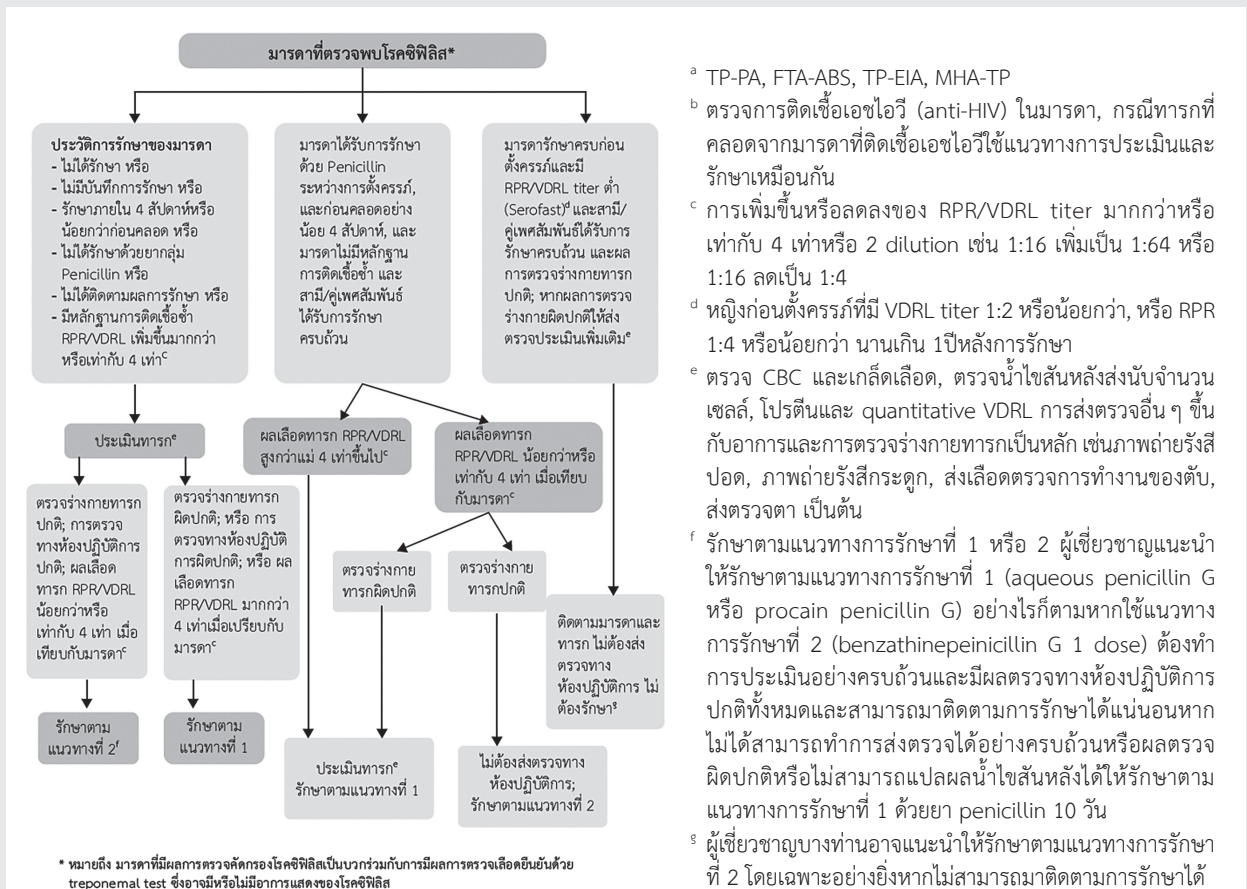 มารดาที่ตรวจพบโรคซิฟิลิส*
ประวัติการรักษาของมารดา
- ไม่ได้รักษา หรือ
- ไม่มีบันทึกการรักษา หรือ
- รักษาภายใน 4 สัปดาห์หรือ
น้อยกว่าก่อนคลอด หรือ
- ไม่ได้รักษาด้วยยากลุ่ม
Penicillin หรือ
- ไม่ได้ติดตามผลการรักษา หรือ
- มีหลักฐานการติดเชื้อซ้ำ
RPR/VDRL เพิ่มขึ้นมากกว่า
หรือเท่ากับ 4 เท่าᶜ
มารดาได้รับการรักษา
ด้วย Penicillin
ระหว่างการตั้งครรภ์,
และก่อนคลอดอย่าง
น้อย 4 สัปดาห์, และ
มารดาไม่มีหลักฐาน
การติดเชื้อซ้ำ และ
สามี/คู่เพศสัมพันธ์
ได้รับการรักษา
ครบถ้วน
มารดารักษาครบก่อน
ตั้งครรภ์และมี
RPR/VDRL titer ต่ำ
(Serofast)ᵈ และสามี/
คู่เพศสัมพันธ์ได้รับการ
รักษาครบถ้วน และผล
การตรวจร่างกายทารก
ปกติ; หากผลการตรวจ
ร่างกายผิดปกติให้ส่ง
ตรวจประเมินเพิ่มเติมᵉ
ประเมินทารกᵉ
ผลเลือดทารก RPR/VDRL
สูงกว่าแม่ 4 เท่าขึ้นไปᶜ
ผลเลือดทารก
RPR/VDRL น้อยกว่าหรือ
เท่ากับ 4 เท่า เมื่อเทียบ
กับมารดาᶜ
ตรวจร่างกายทารก
ปกติ; การตรวจ
ทางห้องปฏิบัติการ
ปกติ; ผลเลือด
ทารก RPR/VDRL
น้อยกว่าหรือ
เท่ากับ 4 เท่า เมื่อ
เทียบกับมารดาᶜ
ตรวจร่างกายทารก
ผิดปกติ; หรือ การ
ตรวจทางห้องปฏิบัติ
การผิดปกติ; หรือ ผล
เลือดทารก
RPR/VDRL มากกว่า
4 เท่าเมื่อเปรียบกับ
มารดาᶜ
ตรวจร่างกาย
ทารกผิดปกติ
ตรวจร่างกาย
ทารกปกติ
ติดตามมารดาและ
ทารก ไม่ต้องส่ง
ตรวจทาง
ห้องปฏิบัติการ ไม่
ต้องรักษาᵍ
รักษาตาม
แนวทางที่ 2ᶠ
รักษาตาม
แนวทางที่ 1
ประเมินทารกᵉ
รักษาตามแนวทางที่ 1
ไม่ต้องส่งตรวจทาง
ห้องปฏิบัติการ;
รักษาตามแนวทางที่ 2
* หมายถึง มารดาที่มีผลการตรวจคัดกรองโรคซิฟิลิสเป็นบวกร่วมกับการมีผลการตรวจเลือดยืนยันด้วย
treponemal test ซึ่งอาจมีหรือไม่มีอาการแสดงของโรคซิฟิลิส
ᵃ TP-PA, FTA-ABS, TP-EIA, MHA-TP
ᵇ ตรวจการติดเชื้อเอชไอวี (anti-HIV) ในมารดา, กรณีทารกที่
คลอดจากมารดาที่ติดเชื้อเอชไอวีใช้แนวทางการประเมินและ
รักษาเหมือนกัน
ᶜ การเพิ่มขึ้นหรือลดลงของ RPR/VDRL titer มากกว่าหรือ
เท่ากับ 4 เท่าหรือ 2 dilution เช่น 1:16 เพิ่มเป็น 1:64 หรือ
1:16 ลดเป็น 1:4
ᵈ หญิงก่อนตั้งครรภ์ที่มี VDRL titer 1:2 หรือน้อยกว่า, หรือ RPR
1:4 หรือน้อยกว่า นานเกิน 1ปีหลังการรักษา
ᵉ ตรวจ CBC และเกล็ดเลือด, ตรวจน้ำไขสันหลังส่งนับจำนวน
เซลล์, โปรตีนและ quantitative VDRL การส่งตรวจอื่น ๆ ขึ้น
กับอาการและการตรวจร่างกายทารกเป็นหลัก เช่นภาพถ่ายรังสี
ปอด, ภาพถ่ายรังสีกระดูก, ส่งเลือดตรวจการทำงานของตับ,
ส่งตรวจตา เป็นต้น
ᶠ รักษาตามแนวทางการรักษาที่ 1 หรือ 2 ผู้เชี่ยวชาญแนะนำ
ให้รักษาตามแนวทางการรักษาที่ 1 (aqueous penicillin G
หรือ procain penicillin G) อย่างไรก็ตามหากใช้แนวทาง
การรักษาที่ 2 (benzathinepeinicillin G 1 dose) ต้องทำ
การประเมินอย่างครบถ้วนและมีผลตรวจทางห้องปฏิบัติการ
ปกติทั้งหมดและสามารถมาติดตามการรักษาได้แน่นอนหาก
ไม่ได้สามารถทำการส่งตรวจได้อย่างครบถ้วนหรือผลตรวจ
ผิดปกติหรือไม่สามารถแปลผลน้ำไขสันหลังได้ให้รักษาตาม
แนวทางการรักษาที่ 1 ด้วยยา penicillin 10 วัน
ᵍ ผู้เชี่ยวชาญบางท่านอาจแนะนำให้รักษาตามแนวทางการรักษา
ที่ 2 โดยเฉพาะอย่างยิ่งหากไม่สามารถมาติดตามการรักษาได้